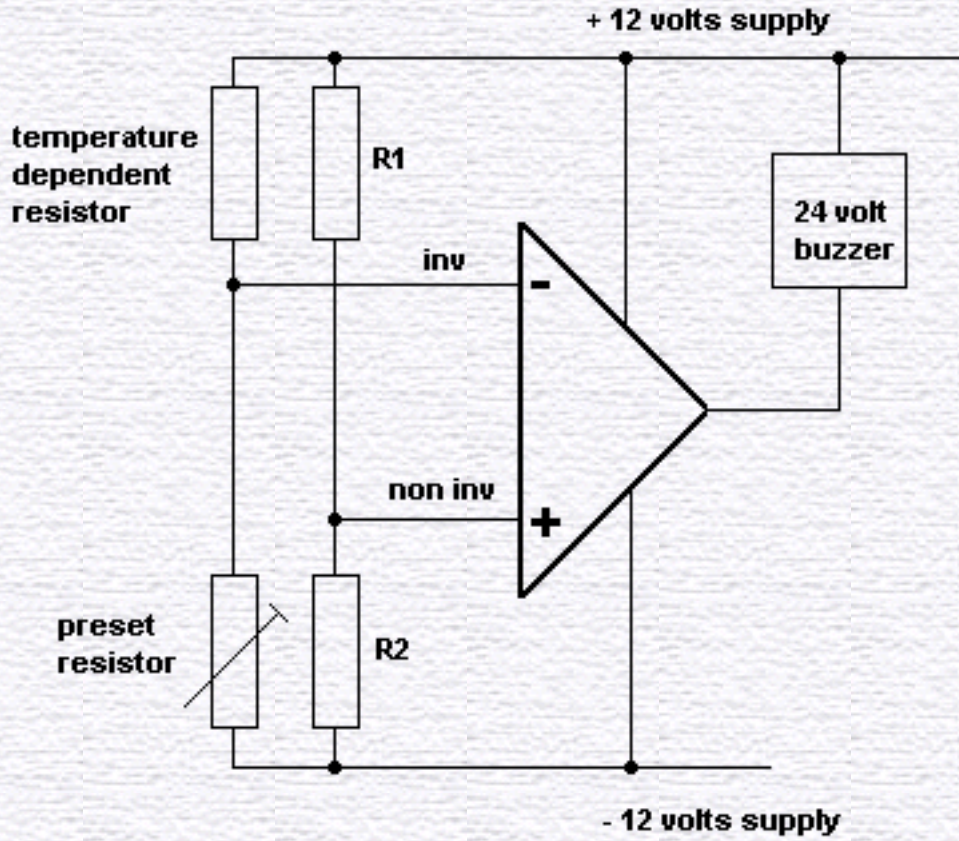 + 12 volts supply
temperature
dependent
resistor
R1
24 volt
buzzer
inv
-
non inv
+
preset
resistor
R2
- 12 volts supply